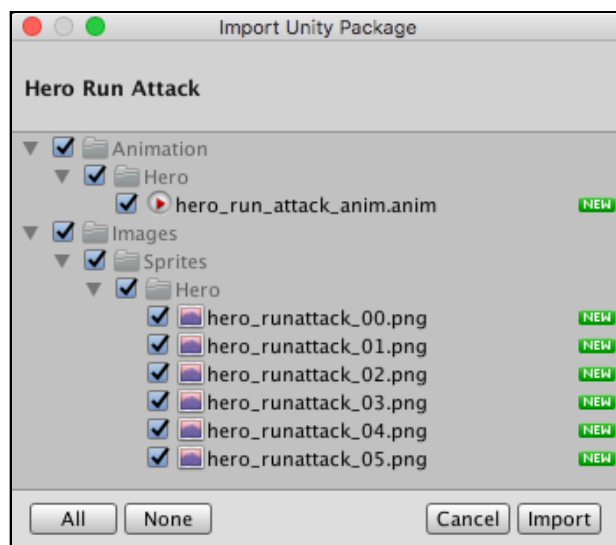 Import Unity Package
Hero Run Attack
Animation
Hero
hero_run_attack_anim.anim NEW
Images
Sprites
Hero
hero_runattack_00.png NEW
hero_runattack_01.png NEW
hero_runattack_02.png NEW
hero_runattack_03.png NEW
hero_runattack_04.png NEW
hero_runattack_05.png NEW
All None Cancel Import